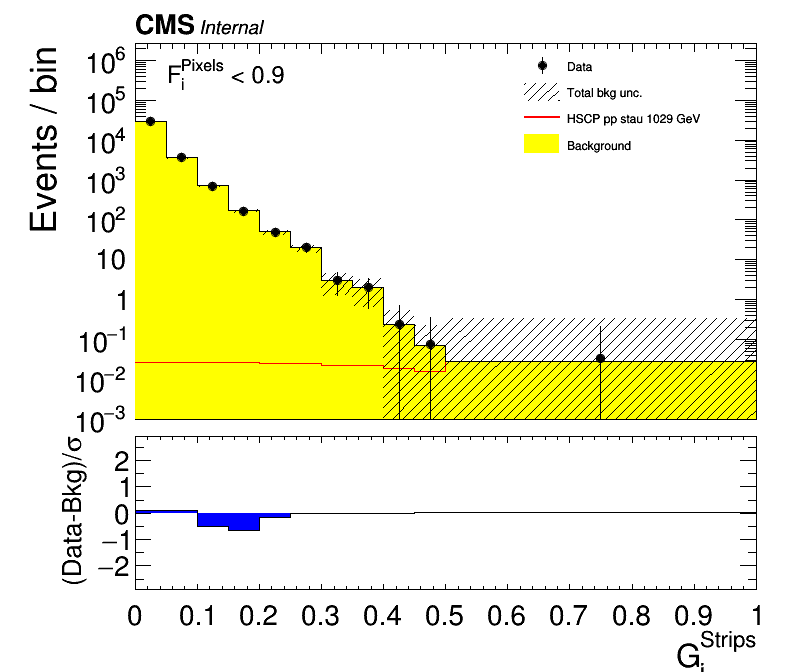 CMS Internal
F_i^Pixels < 0.9
Data
Total bkg unc.
HSCP pp stau 1029 GeV
Background
Events / bin
10^6
10^5
10^4
10^3
10^2
10
1
10^−1
10^−2
10^−3
(Data-Bkg)/σ
2
1
0
−1
−2
0 0.1 0.2 0.3 0.4 0.5 0.6 0.7 0.8 0.9 1
G_i^Strips